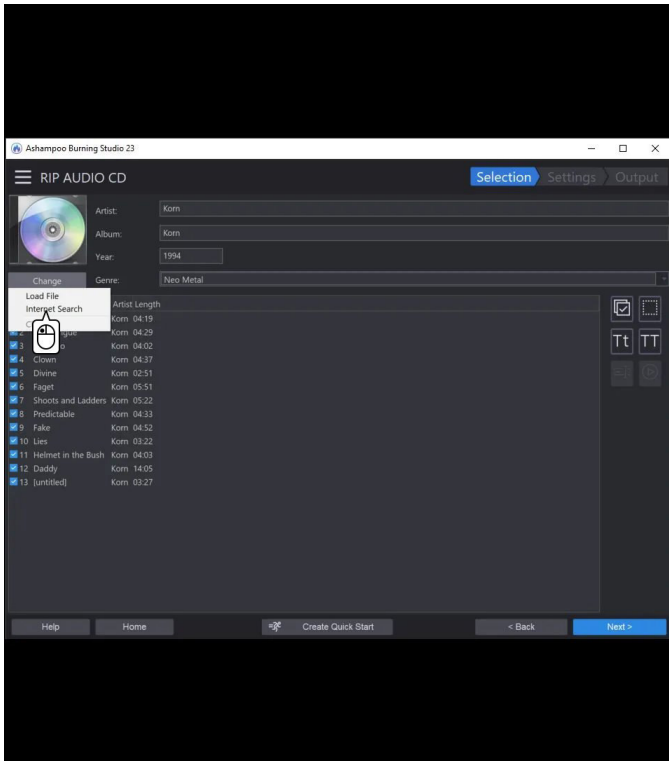 Ashampoo Burning Studio 23
RIP AUDIO CD
Selection Settings Output
Artist: Korn
Album: Korn
Year: 1994
Change Genre: Neo Metal
Load File
Internet Search
Artist Length
Korn 04:19
2 Korn 04:29
3 o Korn 04:02
4 Clown Korn 04:37
5 Divine Korn 02:51
6 Faget Korn 05:51
7 Shoots and Ladders Korn 05:22
8 Predictable Korn 04:33
9 Fake Korn 04:52
10 Lies Korn 03:22
11 Helmet in the Bush Korn 04:03
12 Daddy Korn 14:05
13 [untitled] Korn 03:27
Tt TT
Help Home Create Quick Start < Back Next >